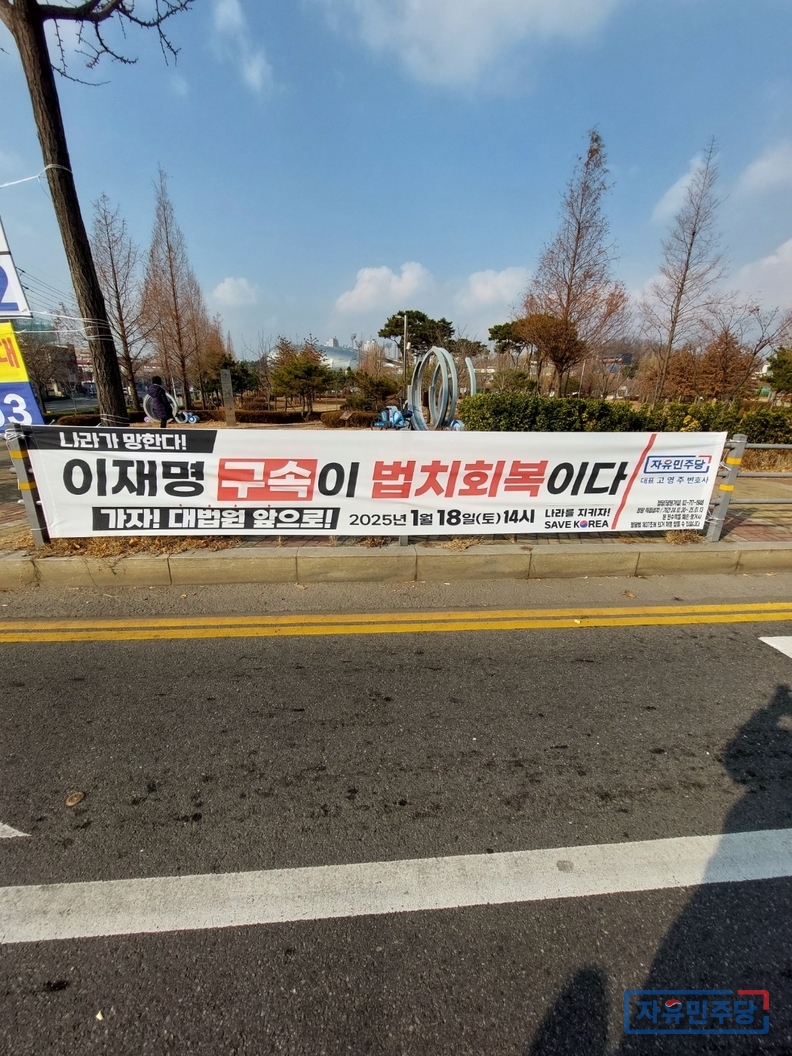 나라가 망한다!
이재명 구속이 법치회복이다
가자! 대법원 앞으로! 2025년 1월 18일(토) 14시
나라를 지키자!
SAVE KOREA
자유민주당
대표 고영주 변호사
2
대
53
자유민주당